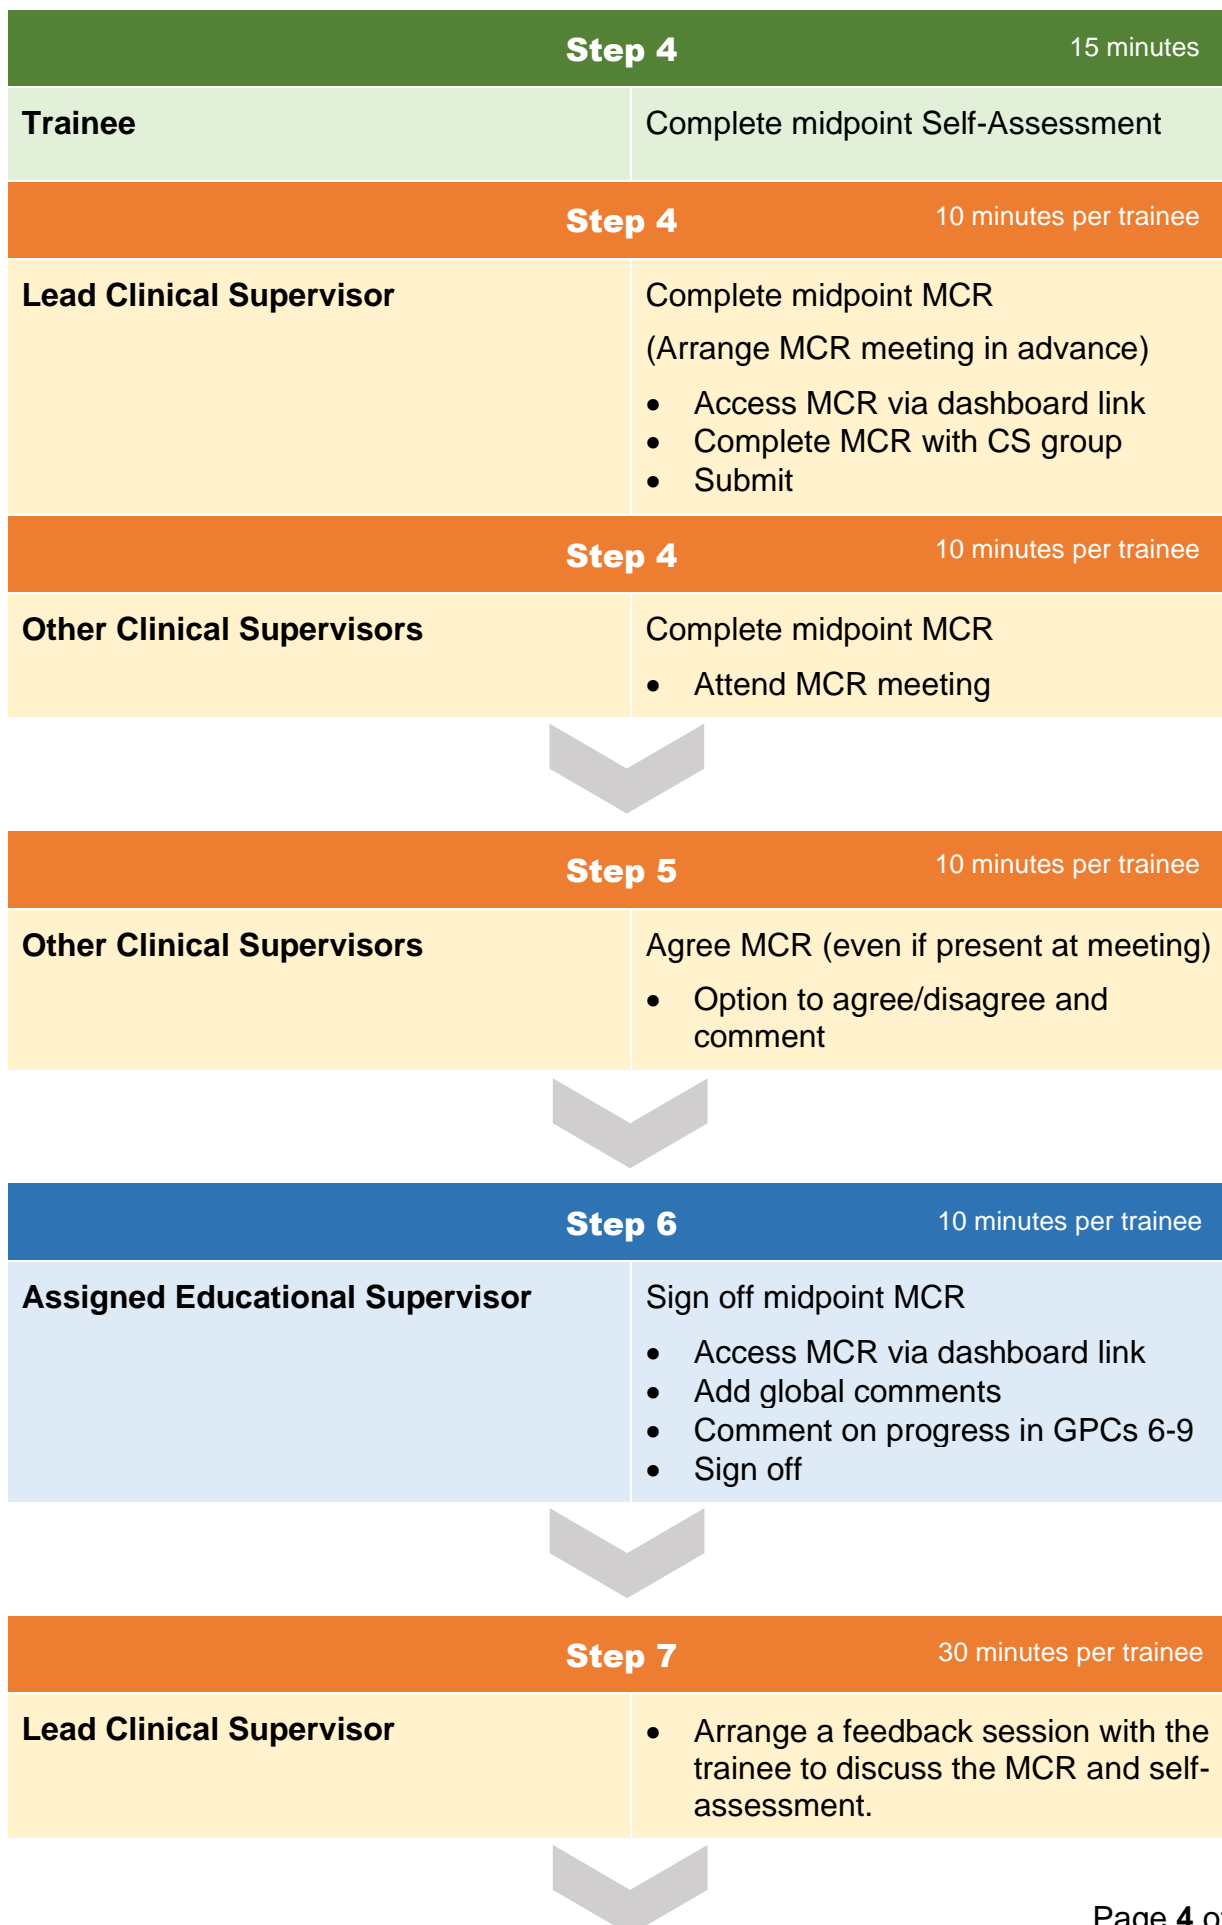 Step 4
15 minutes
Trainee
Complete midpoint Self-Assessment
Step 4
10 minutes per trainee
Lead Clinical Supervisor
Complete midpoint MCR
(Arrange MCR meeting in advance)
• Access MCR via dashboard link
• Complete MCR with CS group
• Submit
Step 4
10 minutes per trainee
Other Clinical Supervisors
Complete midpoint MCR
• Attend MCR meeting
Step 5
10 minutes per trainee
Other Clinical Supervisors
Agree MCR (even if present at meeting)
• Option to agree/disagree and
comment
Step 6
10 minutes per trainee
Assigned Educational Supervisor
Sign off midpoint MCR
• Access MCR via dashboard link
• Add global comments
• Comment on progress in GPCs 6-9
• Sign off
Step 7
30 minutes per trainee
Lead Clinical Supervisor
• Arrange a feedback session with the
trainee to discuss the MCR and self-
assessment.
Page 4 of